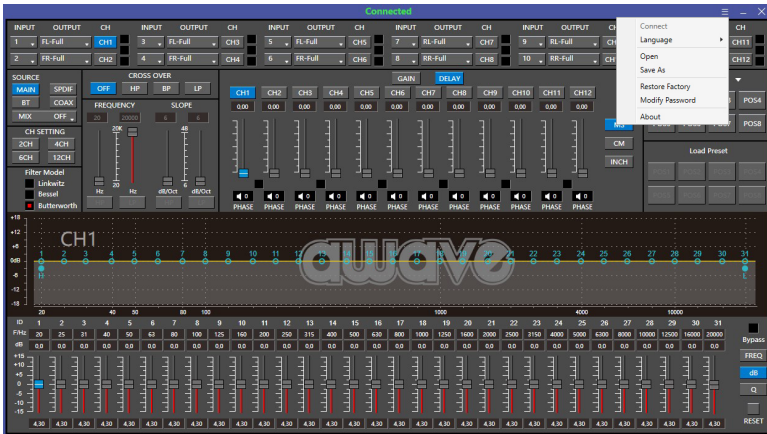 Connected
INPUT OUTPUT CH INPUT OUTPUT CH INPUT OUTPUT CH INPUT OUTPUT CH INPUT OUTPUT CH
1 FL-Full CH1 3 FL-Full CH3 5 FL-Full CH5 7 RL-Full CH7 9 RL-Full CH11
2 FR-Full CH2 4 FR-Full CH4 6 FR-Full CH6 8 RR-Full CH8 10 RR-Full CH12
Connect
Language
Open
Save As
Restore Factory
Modify Password
About
SOURCE
MAIN SPDIF
BT COAX
MIX OFF
CH SETTING
2CH 4CH
6CH 12CH
Filter Model
Linkwitz
Bessel
Butterworth
CROSS OVER
OFF HP BP LP
FREQUENCY SLOPE
20 20000 6 6
20K 48
20 6
Hz Hz dB/Oct dB/Oct
GAIN DELAY
CH1 CH2 CH3 CH4 CH5 CH6 CH7 CH8 CH9 CH10 CH11 CH12
0,00 0,00 0,00 0,00 0,00 0,00 0,00 0,00 0,00 0,00 0,00 0,00
0 0 0 0 0 0 0 0 0 0 0 0
PHASE PHASE PHASE PHASE PHASE PHASE PHASE PHASE PHASE PHASE PHASE PHASE
MS
CM
INCH
POS4
POS8
Load Preset
CH1
awave
+18
+12
+6
0dB
-6
-12
-18
1 2 3 4 5 6 7 8 9 10 11 12 22 23 24 25 26 27 28 29 30 31
H L
20 40 50 80 100 1000 4000 10000
ID 1 2 3 4 5 6 7 8 9 10 11 12 13 14 15 16 17 18 19 20 21 22 23 24 25 26 27 28 29 30 31
F/Hz 20 25 31 40 50 63 80 100 125 160 200 250 315 400 500 630 800 1000 1250 1600 2000 2500 3150 4000 5000 6300 8000 10000 12500 16000 20000
dB 0,0 0,0 0,0 0,0 0,0 0,0 0,0 0,0 0,0 0,0 0,0 0,0 0,0 0,0 0,0 0,0 0,0 0,0 0,0 0,0 0,0 0,0 0,0 0,0 0,0 0,0 0,0 0,0 0,0 0,0 0,0
+15
+10
+5
0
-5
-10
-15
4,30 4,30 4,30 4,30 4,30 4,30 4,30 4,30 4,30 4,30 4,30 4,30 4,30 4,30 4,30 4,30 4,30 4,30 4,30 4,30 4,30 4,30 4,30 4,30 4,30 4,30 4,30 4,30 4,30 4,30 4,30
Bypass
FREQ
dB
Q
RESET